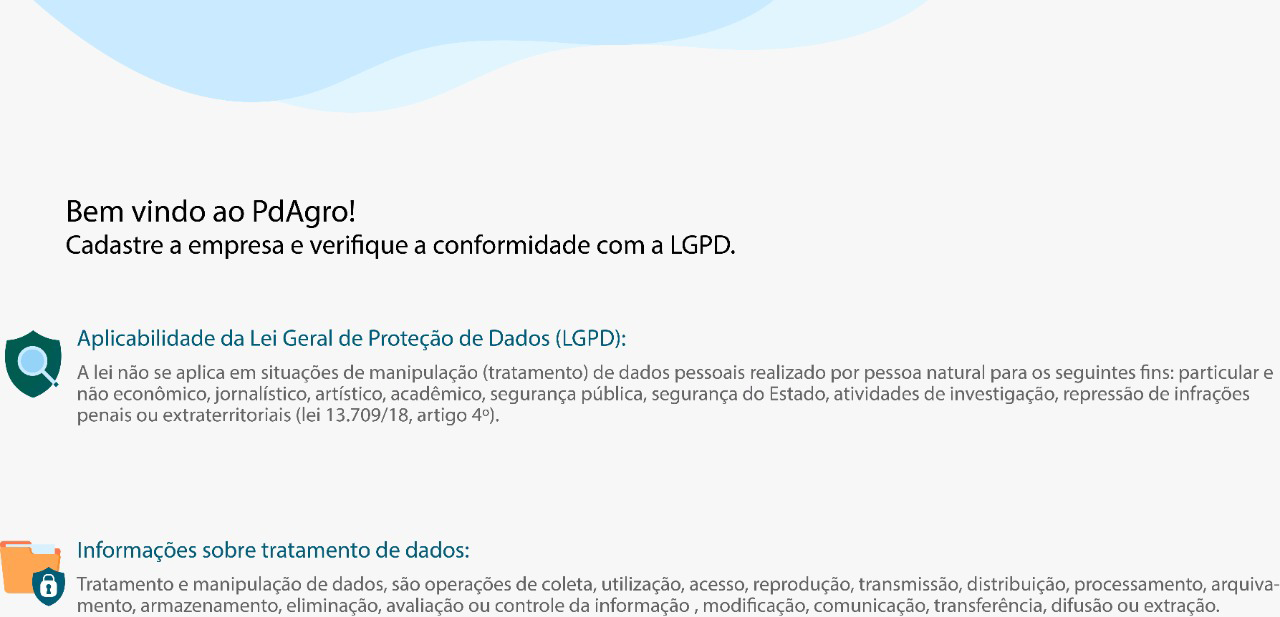 Bem vindo ao PdAgro!
Cadastre a empresa e verifique a conformidade com a LGPD.
Aplicabilidade da Lei Geral de Proteção de Dados (LGPD):
A lei não se aplica em situações de manipulação (tratamento) de dados pessoais realizado por pessoa natural para os seguintes fins: particular e
não econômico, jornalístico, artístico, acadêmico, segurança pública, segurança do Estado, atividades de investigação, repressão de infrações
penais ou extraterritoriais (lei 13.709/18, artigo 4º).
Informações sobre tratamento de dados:
Tratamento e manipulação de dados, são operações de coleta, utilização, acesso, reprodução, transmissão, distribuição, processamento, arquiva-
mento, armazenamento, eliminação, avaliação ou controle da informação , modificação, comunicação, transferência, difusão ou extração.